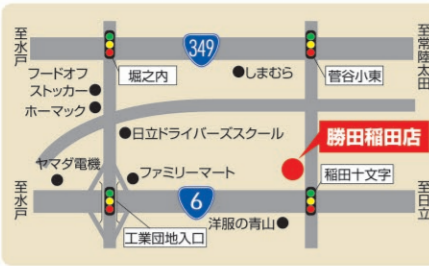 至水戸
349
至常陸太田
堀之内
しまむら
菅谷小東
フードオフ
ストッカー
ホーマック
日立ドライバーズスクール
勝田稲田店
ヤマダ電機
ファミリーマート
稲田十文字
至水戸
6
至日立
洋服の青山
工業団地入口